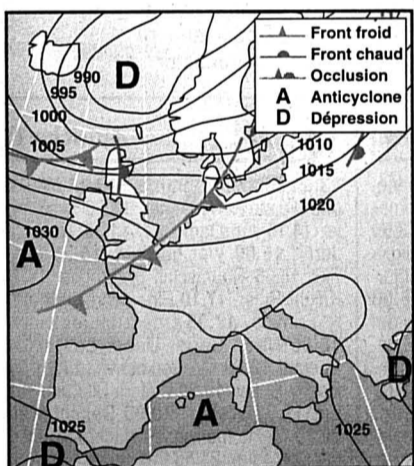 Front froid
Front chaud
Occlusion
A Anticyclone
D Dépression
990
D
995
1000
1005
1010
1015
1020
1030
A
D
A
1025
1025
D